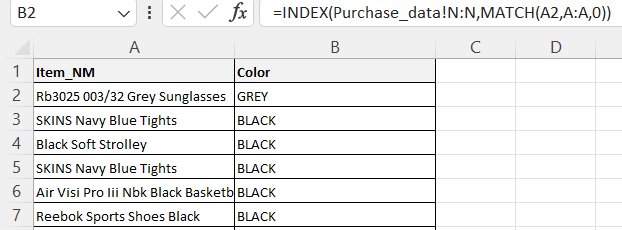 B2 fx =INDEX(Purchase_data!N:N,MATCH(A2,A:A,0))
A B C D
1 Item_NM Color
2 Rb3025 003/32 Grey Sunglasses GREY
3 SKINS Navy Blue Tights BLACK
4 Black Soft Strolley BLACK
5 SKINS Navy Blue Tights BLACK
6 Air Visi Pro Iii Nbk Black Basketb BLACK
7 Reebok Sports Shoes Black BLACK